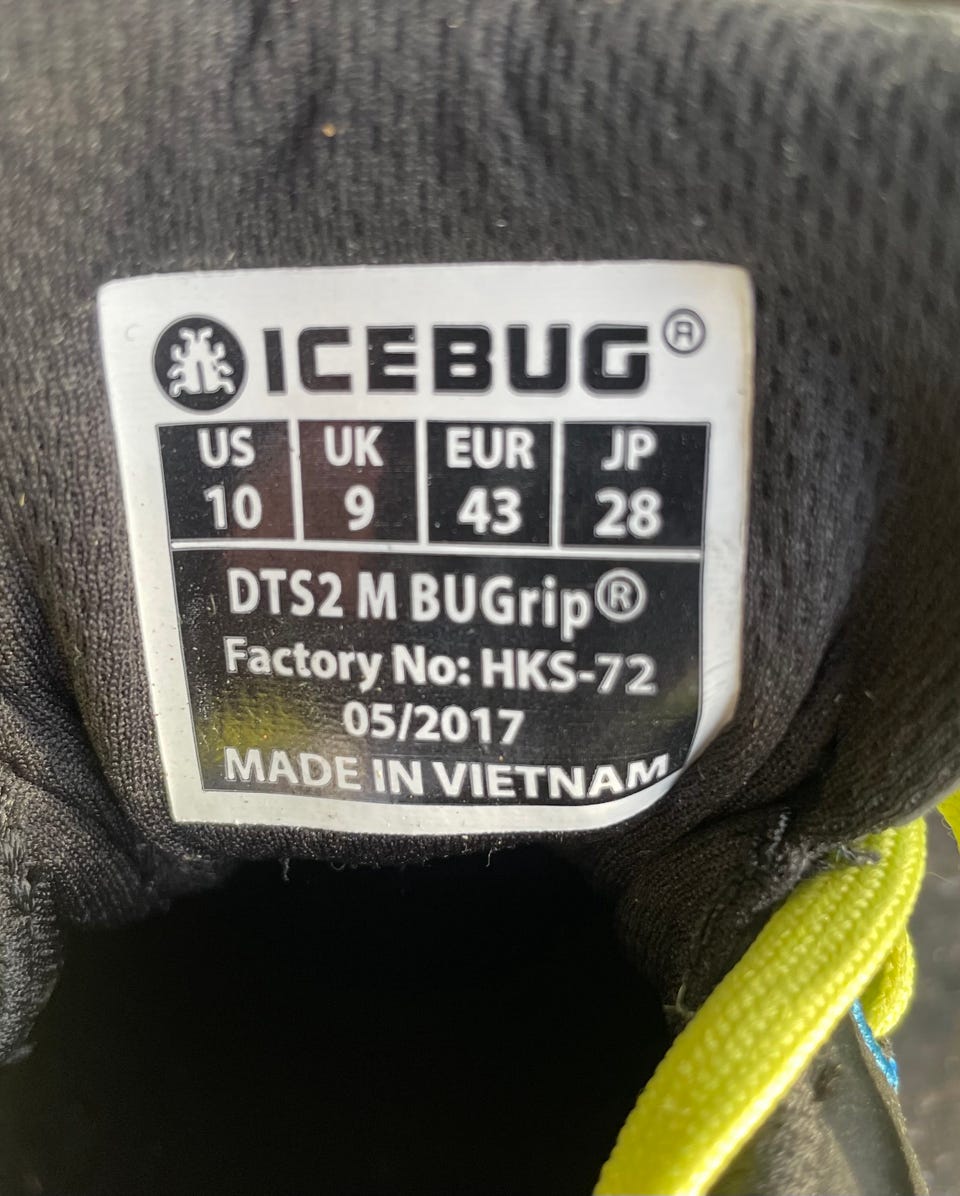 ICEBUG®
US UK EUR JP
10 9 43 28
DTS2 M BUGrip®
Factory No: HKS-72
05/2017
MADE IN VIETNAM